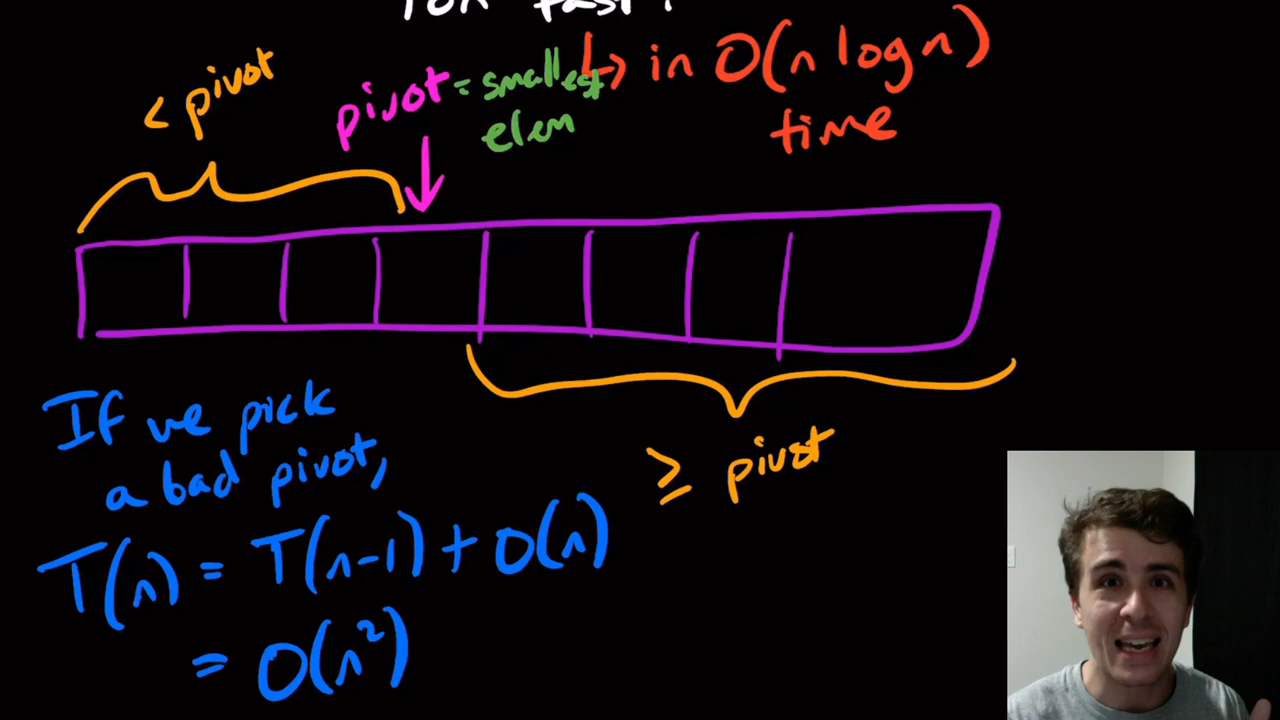 ↳ in O(n log n)
time
< pivot
pivot = smallest
elem
If we pick
a bad pivot,
T(n) = T(n-1) + O(n)
= O(n²)
≥ pivot